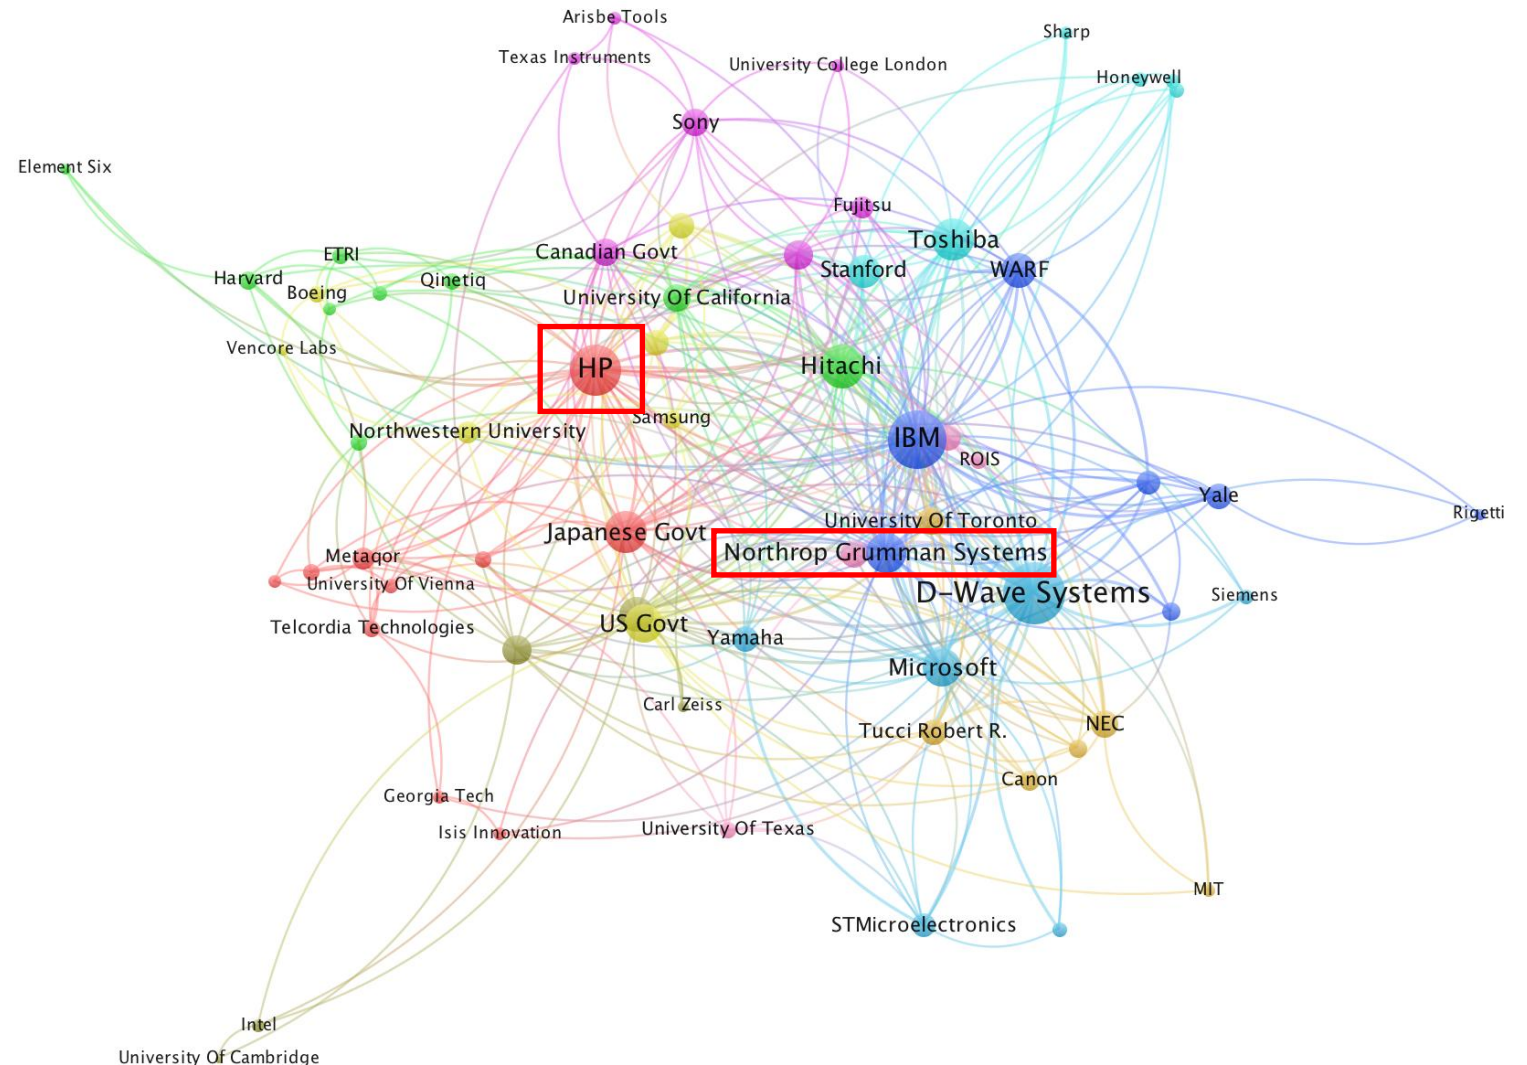 Arisbe Tools
Sharp
Texas Instruments
University College London
Honeywell
Sony
Element Six
Fujitsu
Toshiba
ETRI
Canadian Govt
Stanford
WARF
Harvard
Qinetiq
Boeing
University Of California
Vencore Labs
HP
Hitachi
Samsung
Northwestern University
IBM
ROIS
Yale
Rigetti
University Of Toronto
Japanese Govt
Northrop Grumman Systems
Metaqor
University Of Vienna
D-Wave Systems
Siemens
Telcordia Technologies
US Govt
Yamaha
Microsoft
Carl Zeiss
Tucci Robert R.
NEC
Canon
Georgia Tech
Isis Innovation
University Of Texas
MIT
STMicroelectronics
Intel
University Of Cambridge